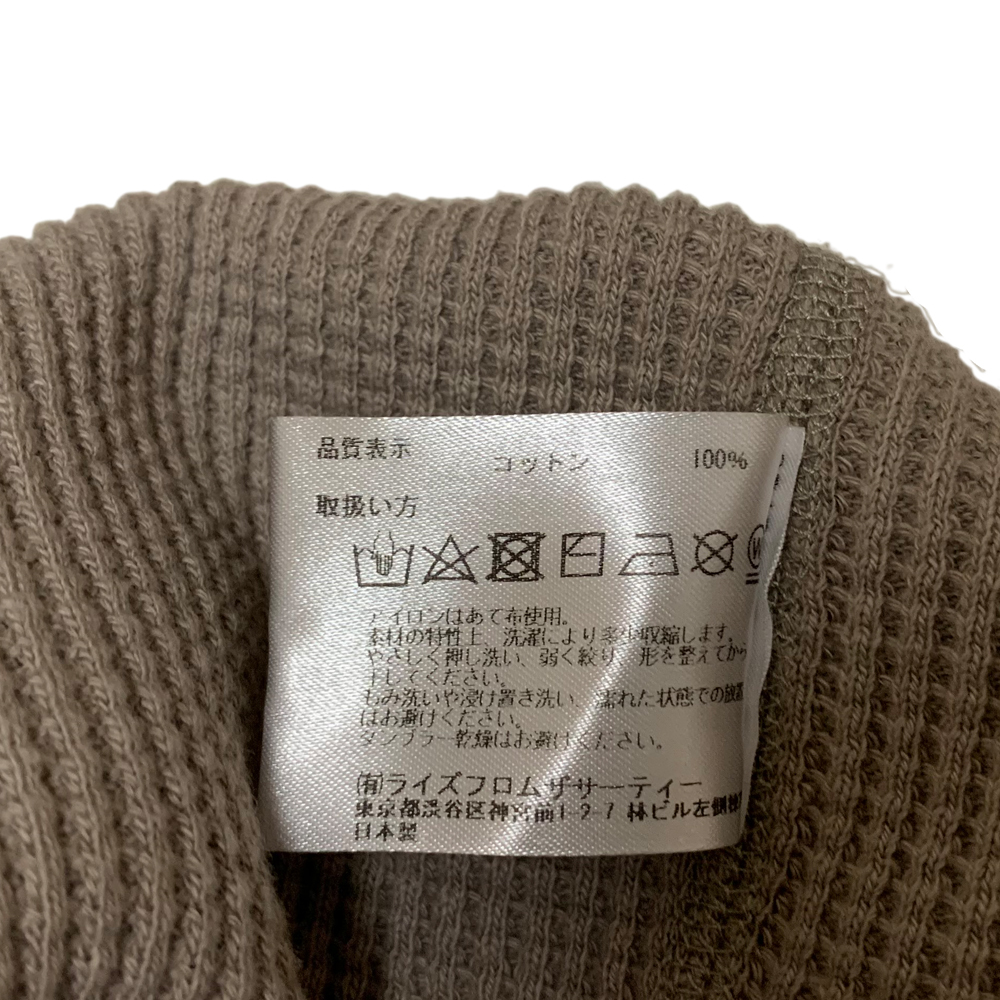 品質表示 コットン 100%
取扱い方
アイロンはあて布使用。
素材の特性上、洗濯により多少収縮します。
やさしく押し洗い、弱く絞り 形を整えてから
トしてください。
もみ洗いや浸け置き洗い、濡れた状態での放置
はお避けください。
タンブラー乾燥はお避けください。
㈲ライズフロムザサーティー
東京都渋谷区神宮前1-2-7 林ビル左側
日本製